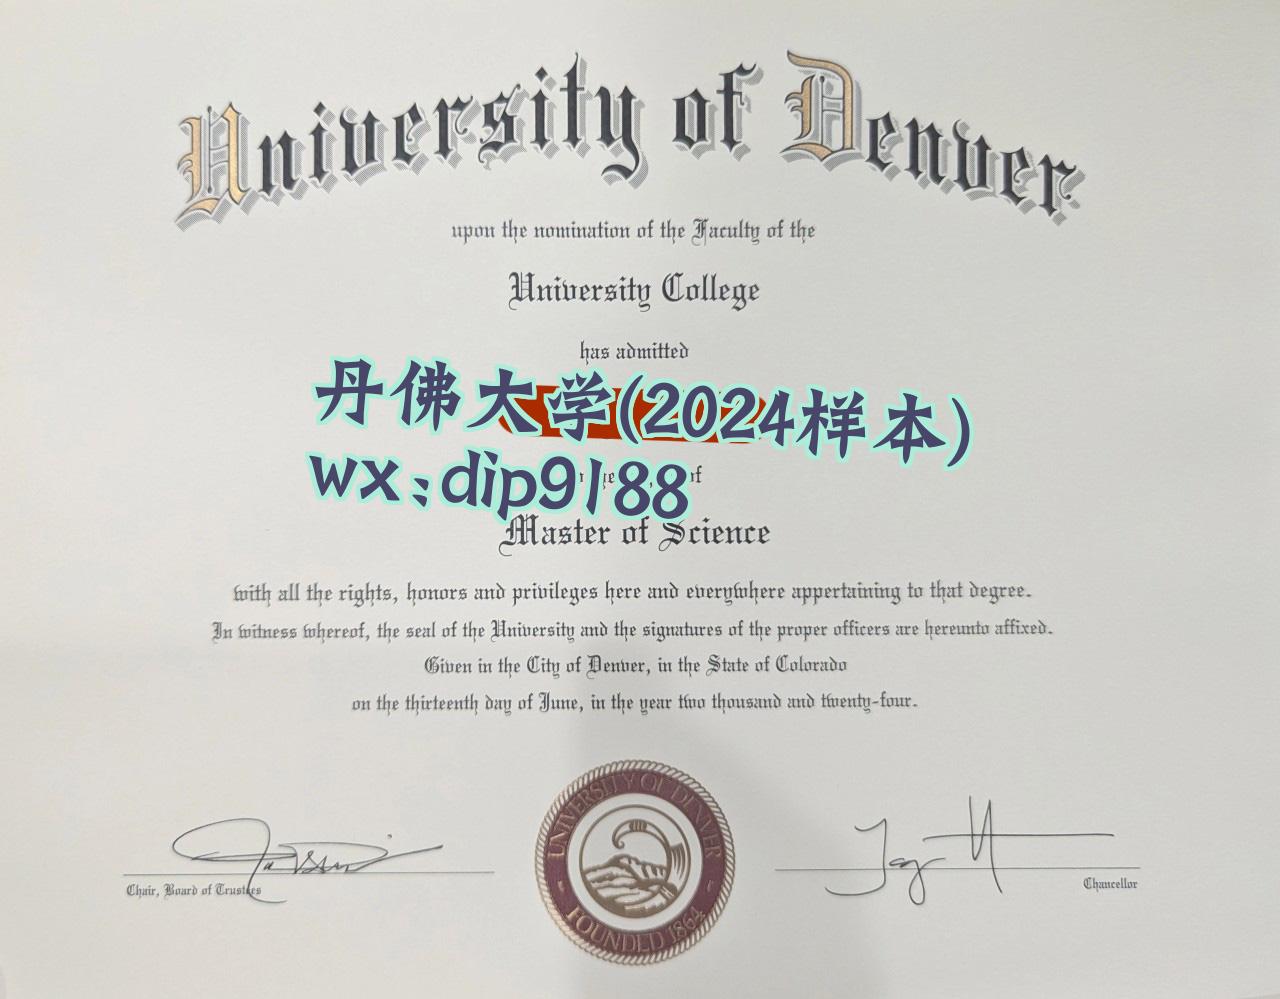 University of Denver
upon the nomination of the Faculty of the
University College
has admitted
丹佛大学(2024样本)
wx:dip9188
Master of Science
with all the rights, honors and privileges here and everywhere appertaining to that degree.
In witness whereof, the seal of the University and the signatures of the proper officers are hereunto affixed.
Given in the City of Denver, in the State of Colorado
on the thirteenth day of June, in the year two thousand and twenty-four.
UNIVERSITY OF DENVER
FOUNDED 1864
Chair, Board of Trustees
Chancellor